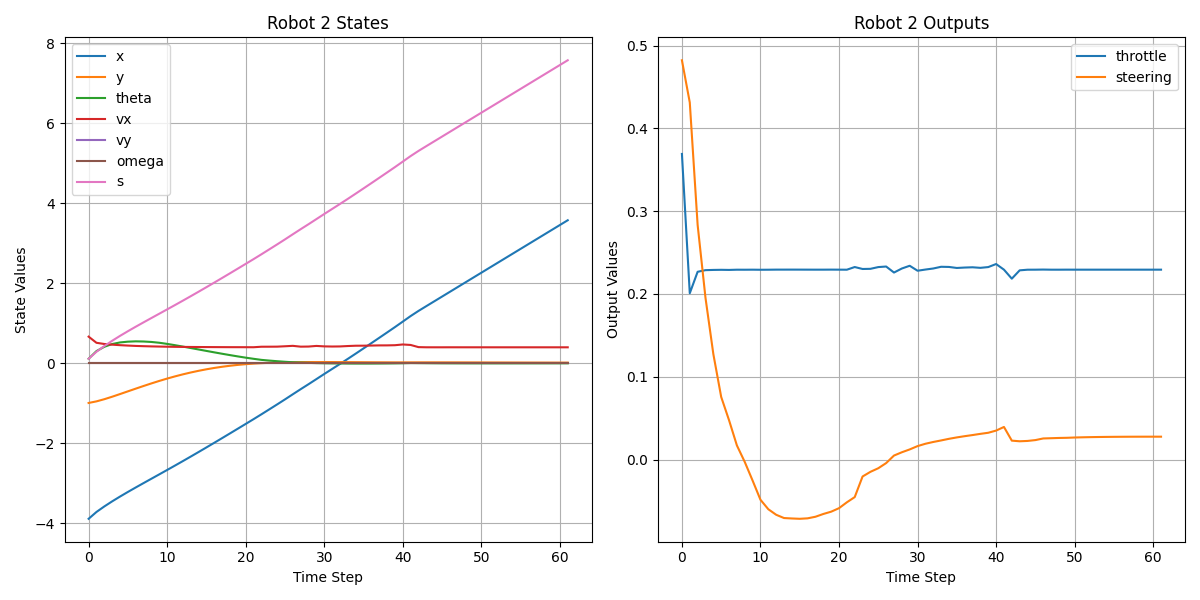 Robot 2 States
8
6
4
2
0
−2
−4
State Values
x
y
theta
vx
vy
omega
s
0
10
20
30
40
50
60
Time Step
Robot 2 Outputs
0.5
0.4
0.3
0.2
0.1
0.0
Output Values
throttle
steering
0
10
20
30
40
50
60
Time Step